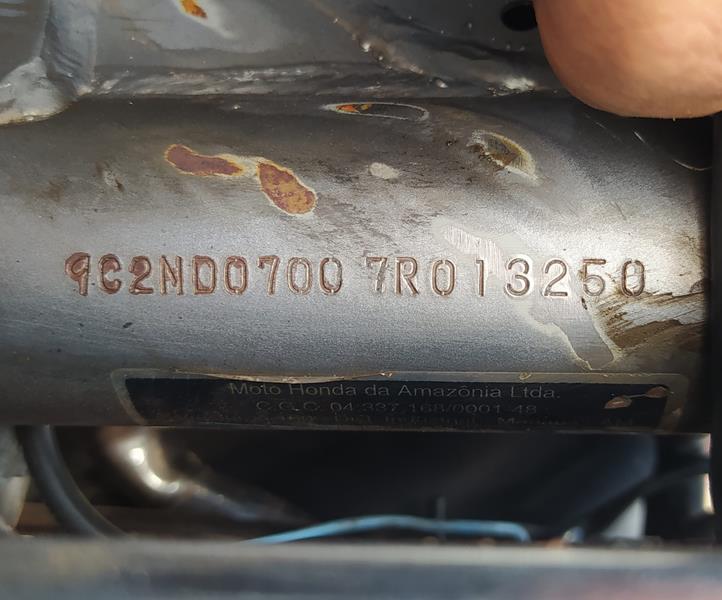 9C2ND0700 7R013250
Moto Honda da Amazônia Ltda.
C.G.C. 04.337.168/0001-48